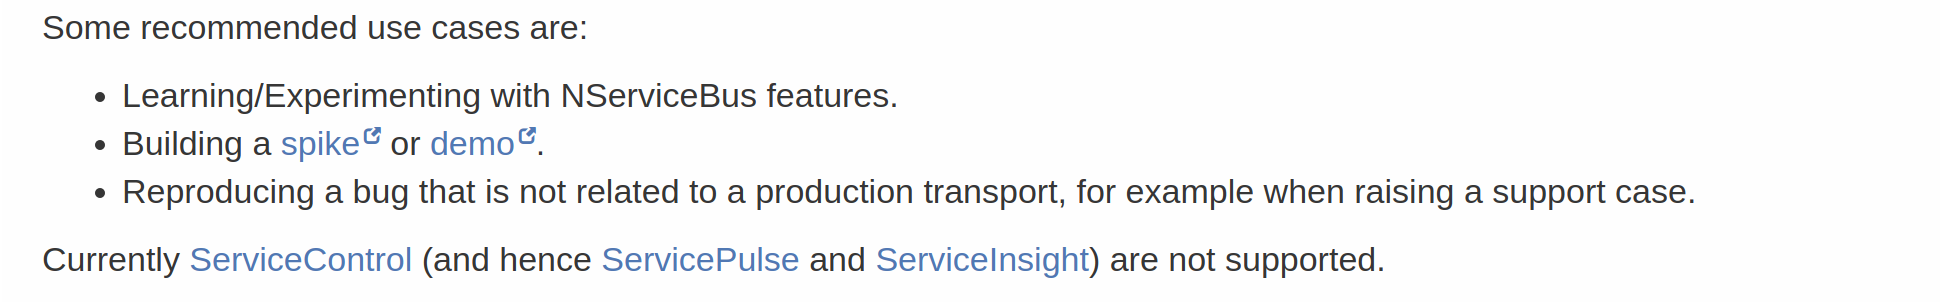 Some recommended use cases are:
• Learning/Experimenting with NServiceBus features.
• Building a spike or demo.
• Reproducing a bug that is not related to a production transport, for example when raising a support case.
Currently ServiceControl (and hence ServicePulse and ServiceInsight) are not supported.